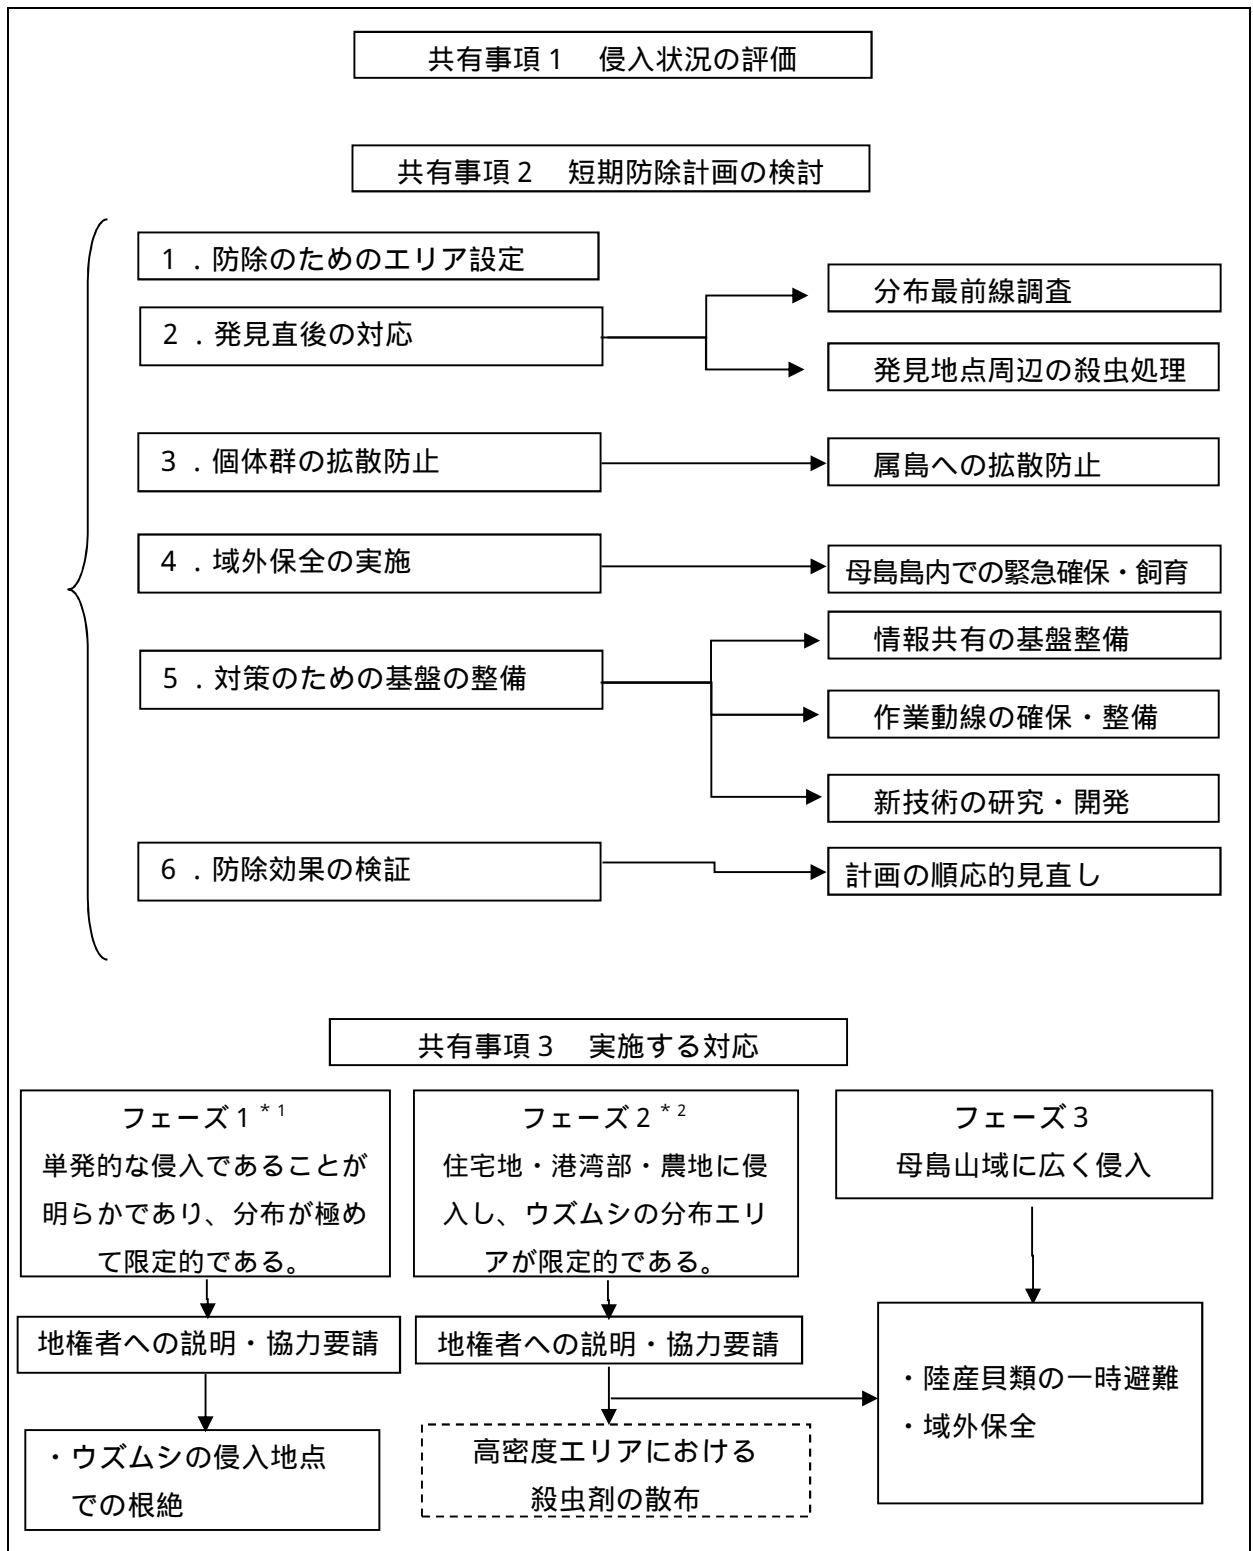 共有事項1　侵入状況の評価
共有事項2　短期防除計画の検討
1．防除のためのエリア設定
2．発見直後の対応
分布最前線調査
発見地点周辺の殺虫処理
3．個体群の拡散防止
属島への拡散防止
4．域外保全の実施
母島島内での緊急確保・飼育
5．対策のための基盤の整備
情報共有の基盤整備
作業動線の確保・整備
新技術の研究・開発
6．防除効果の検証
計画の順応的見直し
共有事項3　実施する対応
フェーズ1＊1
単発的な侵入であることが
明らかであり、分布が極め
て限定的である。
地権者への説明・協力要請
・ウズムシの侵入地点
での根絶
フェーズ2＊2
住宅地・港湾部・農地に侵
入し、ウズムシの分布エリ
アが限定的である。
地権者への説明・協力要請
高密度エリアにおける
殺虫剤の散布
フェーズ3
母島山域に広く侵入
・陸産貝類の一時避難
・域外保全